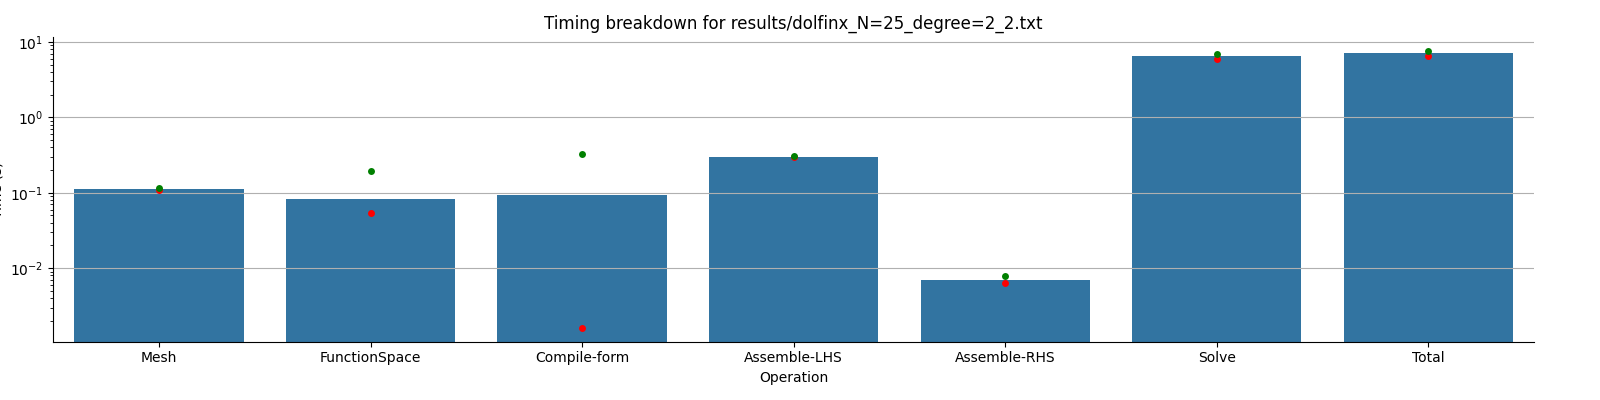 Timing breakdown for results/dolfinx_N=25_degree=2_2.txt
10¹
10⁰
10⁻¹
10⁻²
Mesh FunctionSpace Compile-form Assemble-LHS Assemble-RHS Solve Total
Operation